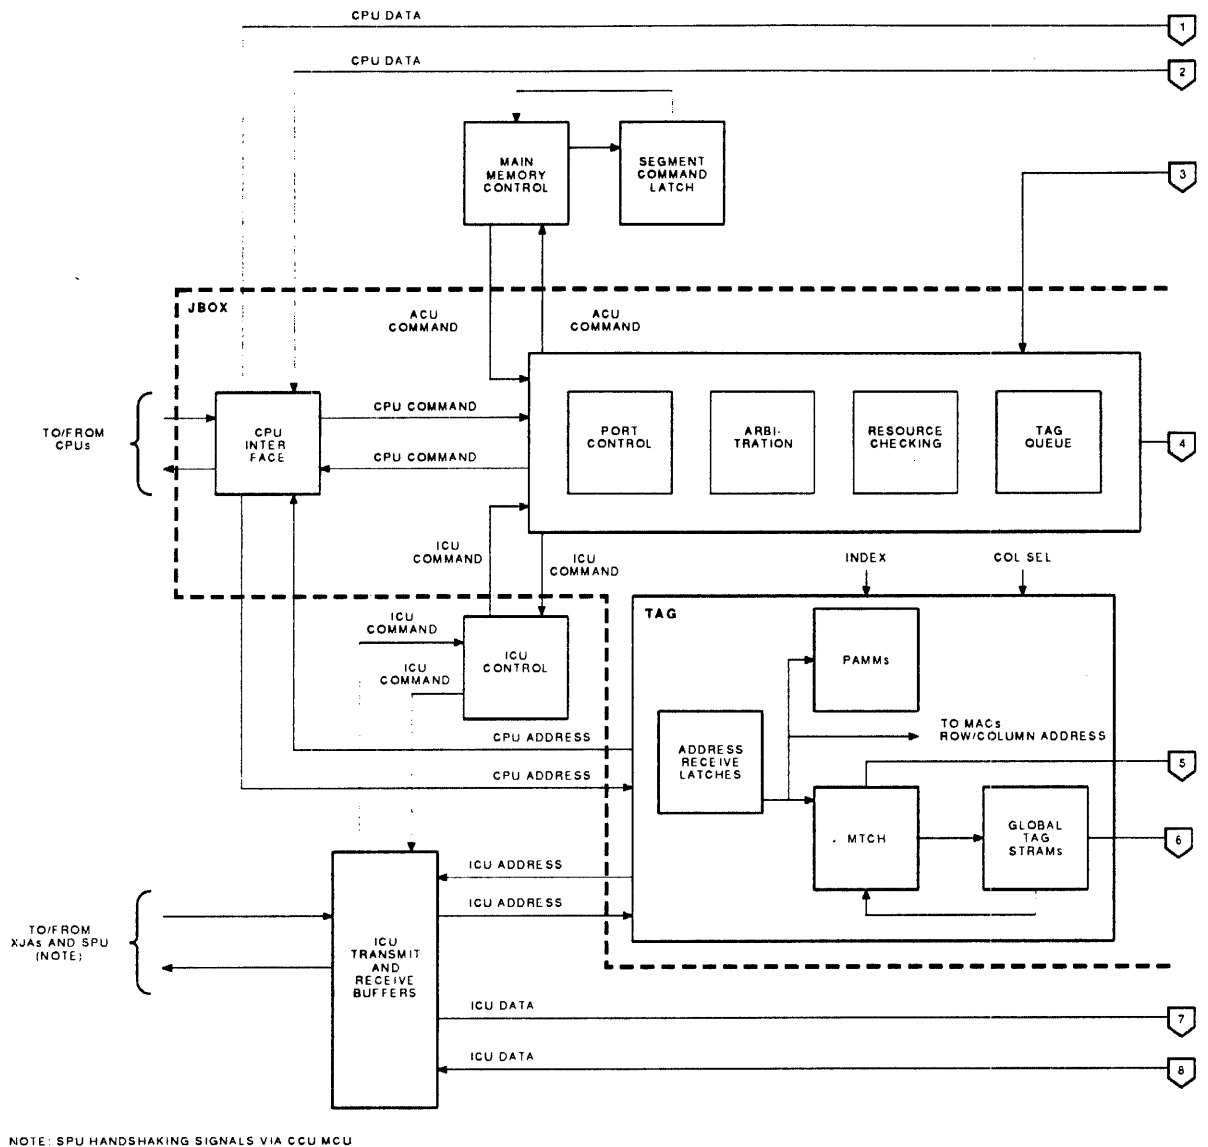 CPU DATA
1
CPU DATA
2
MAIN
MEMORY
CONTROL
SEGMENT
COMMAND
LATCH
3
JBOX
ACU
COMMAND
ACU
COMMAND
TO/FROM
CPUs
CPU
INTER
FACE
CPU COMMAND
CPU COMMAND
PORT
CONTROL
ARBI-
TRATION
RESOURCE
CHECKING
TAG
QUEUE
4
ICU
COMMAND
ICU
COMMAND
INDEX
COL SEL
ICU
COMMAND
ICU
COMMAND
ICU
CONTROL
TAG
PAMMs
CPU ADDRESS
CPU ADDRESS
ADDRESS
RECEIVE
LATCHES
TO MACs
ROW/COLUMN ADDRESS
5
MTCH
GLOBAL
TAG
STRAMs
6
ICU ADDRESS
ICU ADDRESS
TO/FROM
XJAs AND SPU
(NOTE)
ICU
TRANSMIT
AND
RECEIVE
BUFFERS
ICU DATA
7
ICU DATA
8
NOTE: SPU HANDSHAKING SIGNALS VIA CCU MCU